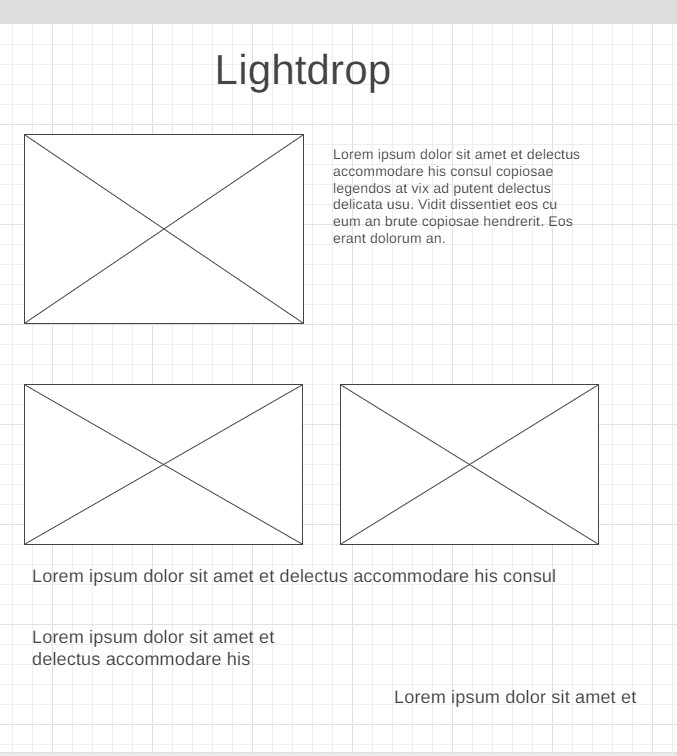 Lightdrop
Lorem ipsum dolor sit amet et delectus
accommodare his consul copiosae
legendos at vix ad putent delectus
delicata usu. Vidit dissentiet eos cu
eum an brute copiosae hendrerit. Eos
erant dolorum an.
Lorem ipsum dolor sit amet et delectus accommodare his consul
Lorem ipsum dolor sit amet et
delectus accommodare his
Lorem ipsum dolor sit amet et